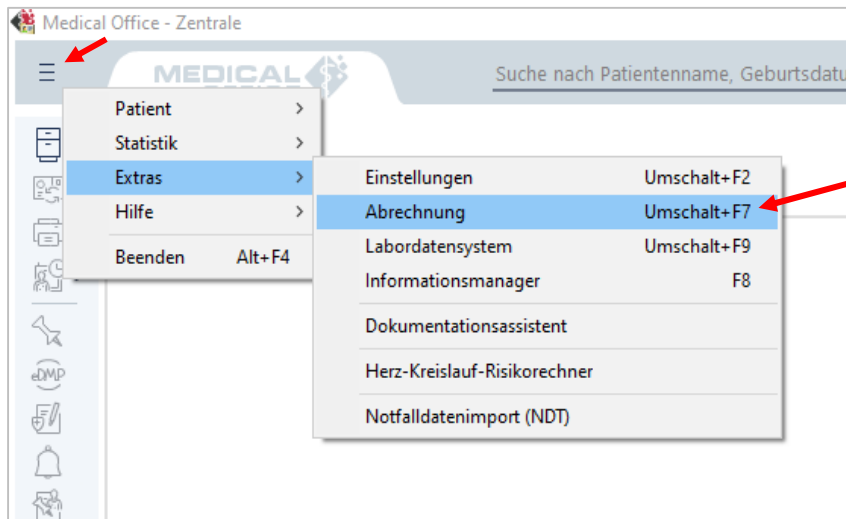 Medical Office - Zentrale
MEDICAL
Suche nach Patientenname, Geburtsdatu
Patient
Statistik
Extras
Hilfe
Beenden Alt+F4
Einstellungen Umschalt+F2
Abrechnung Umschalt+F7
Labordatensystem Umschalt+F9
Informationsmanager F8
Dokumentationsassistent
Herz-Kreislauf-Risikorechner
Notfalldatenimport (NDT)
eDMP